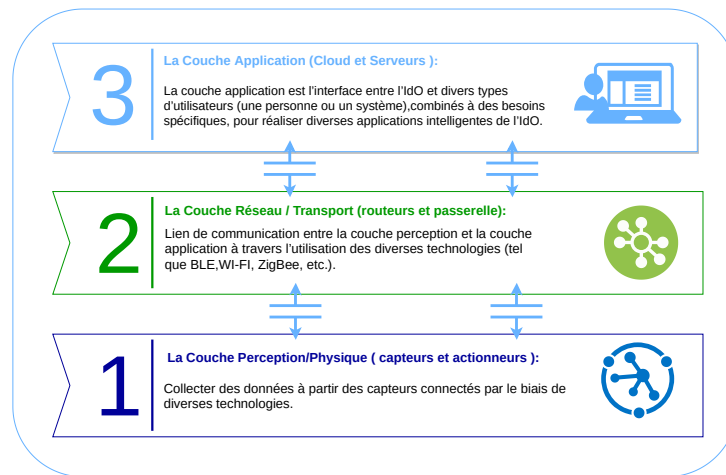 3
La Couche Application (Cloud et Serveurs ):
La couche application est l'interface entre l'IdO et divers types
d'utilisateurs (une personne ou un système),combinés à des besoins
spécifiques, pour réaliser diverses applications intelligentes de l'IdO.
2
La Couche Réseau / Transport (routeurs et passerelle):
Lien de communication entre la couche perception et la couche
application à travers l'utilisation des diverses technologies (tel
que BLE,WI-FI, ZigBee, etc.).
1
La Couche Perception/Physique ( capteurs et actionneurs ):
Collecter des données à partir des capteurs connectés par le biais de
diverses technologies.